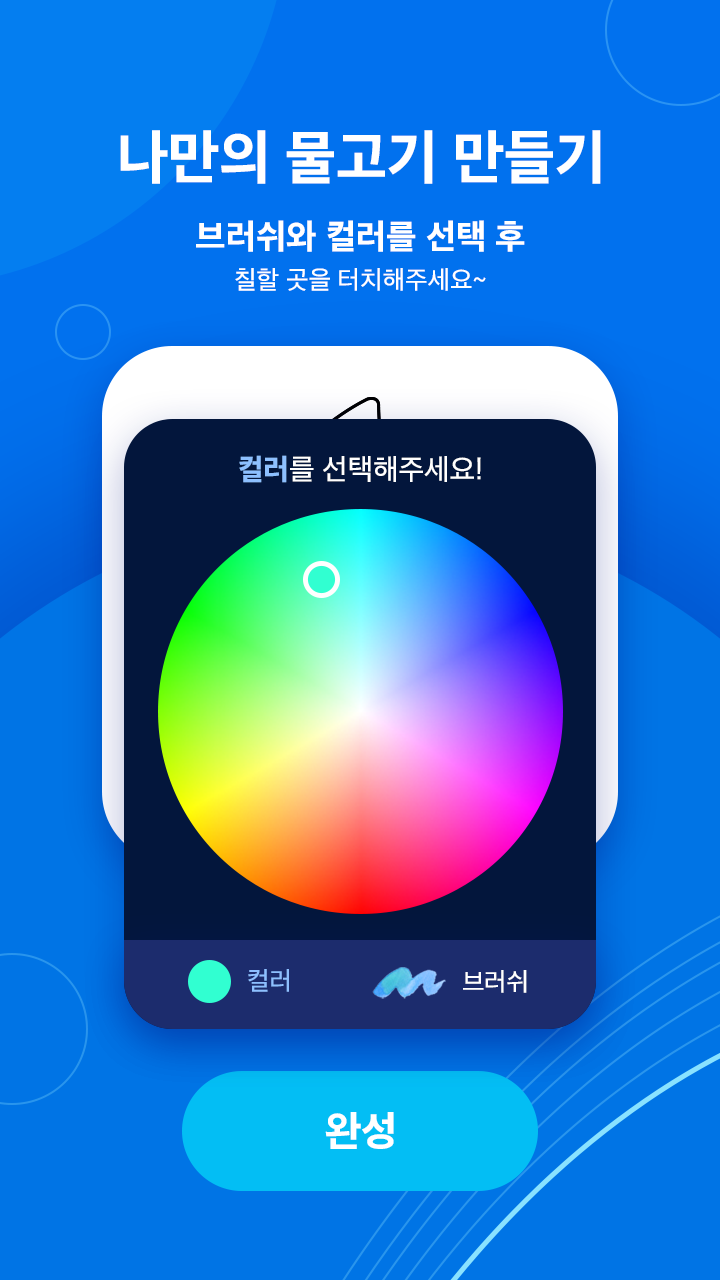 나만의 물고기 만들기
브러쉬와 컬러를 선택 후
칠할 곳을 터치해주세요~
컬러를 선택해주세요!
컬러
브러쉬
완성